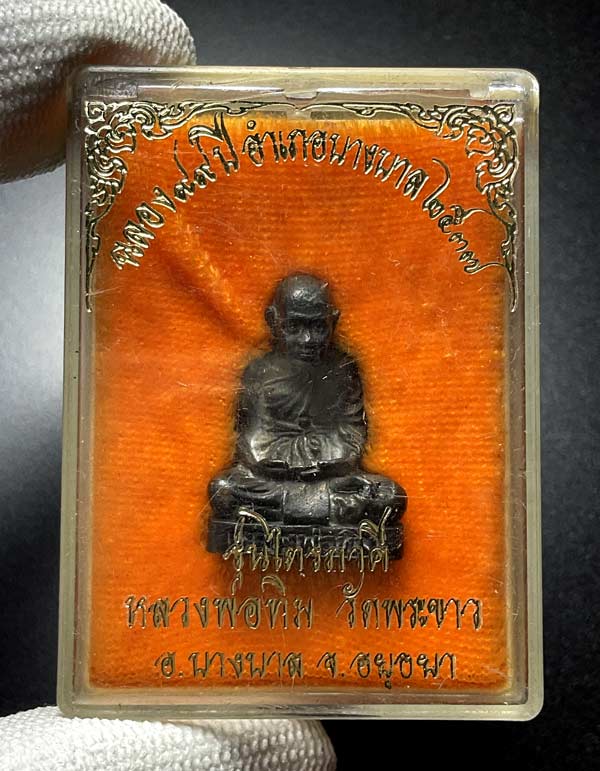 ฉลอง ๙๙ ปี อำเภอบางบาล ๒๕๓๗
รุ่นไตรมาศ
หลวงพ่อทิม วัดพระขาว
อ.บางบาล จ.อยุธยา